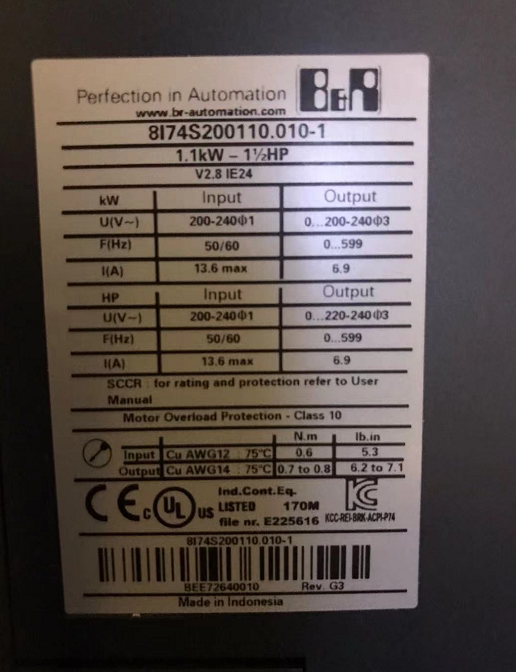 Perfection in Automation B&R
www.br-automation.com
8I74S200110.010-1
1.1kW - 1½HP
V2.8 IE24
kW Input Output
U(V~) 200-240Φ1 0...200-240Φ3
F(Hz) 50/60 0...599
I(A) 13.6 max 6.9
HP Input Output
U(V~) 200-240Φ1 0...220-240Φ3
F(Hz) 50/60 0...599
I(A) 13.6 max 6.9
SCCR : for rating and protection refer to User
Manual
Motor Overload Protection - Class 10
N.m lb.in
Input Cu AWG12 : 75°C 0.6 5.3
Output Cu AWG14 : 75°C 0.7 to 0.8 6.2 to 7.1
CE c UL US
Ind.Cont.Eq.
LISTED 170M
file nr. E225616
KC
KCC-REI-BRK-ACPI-P74
8I74S200110.010-1
BEE72640010 Rev. G3
Made in Indonesia